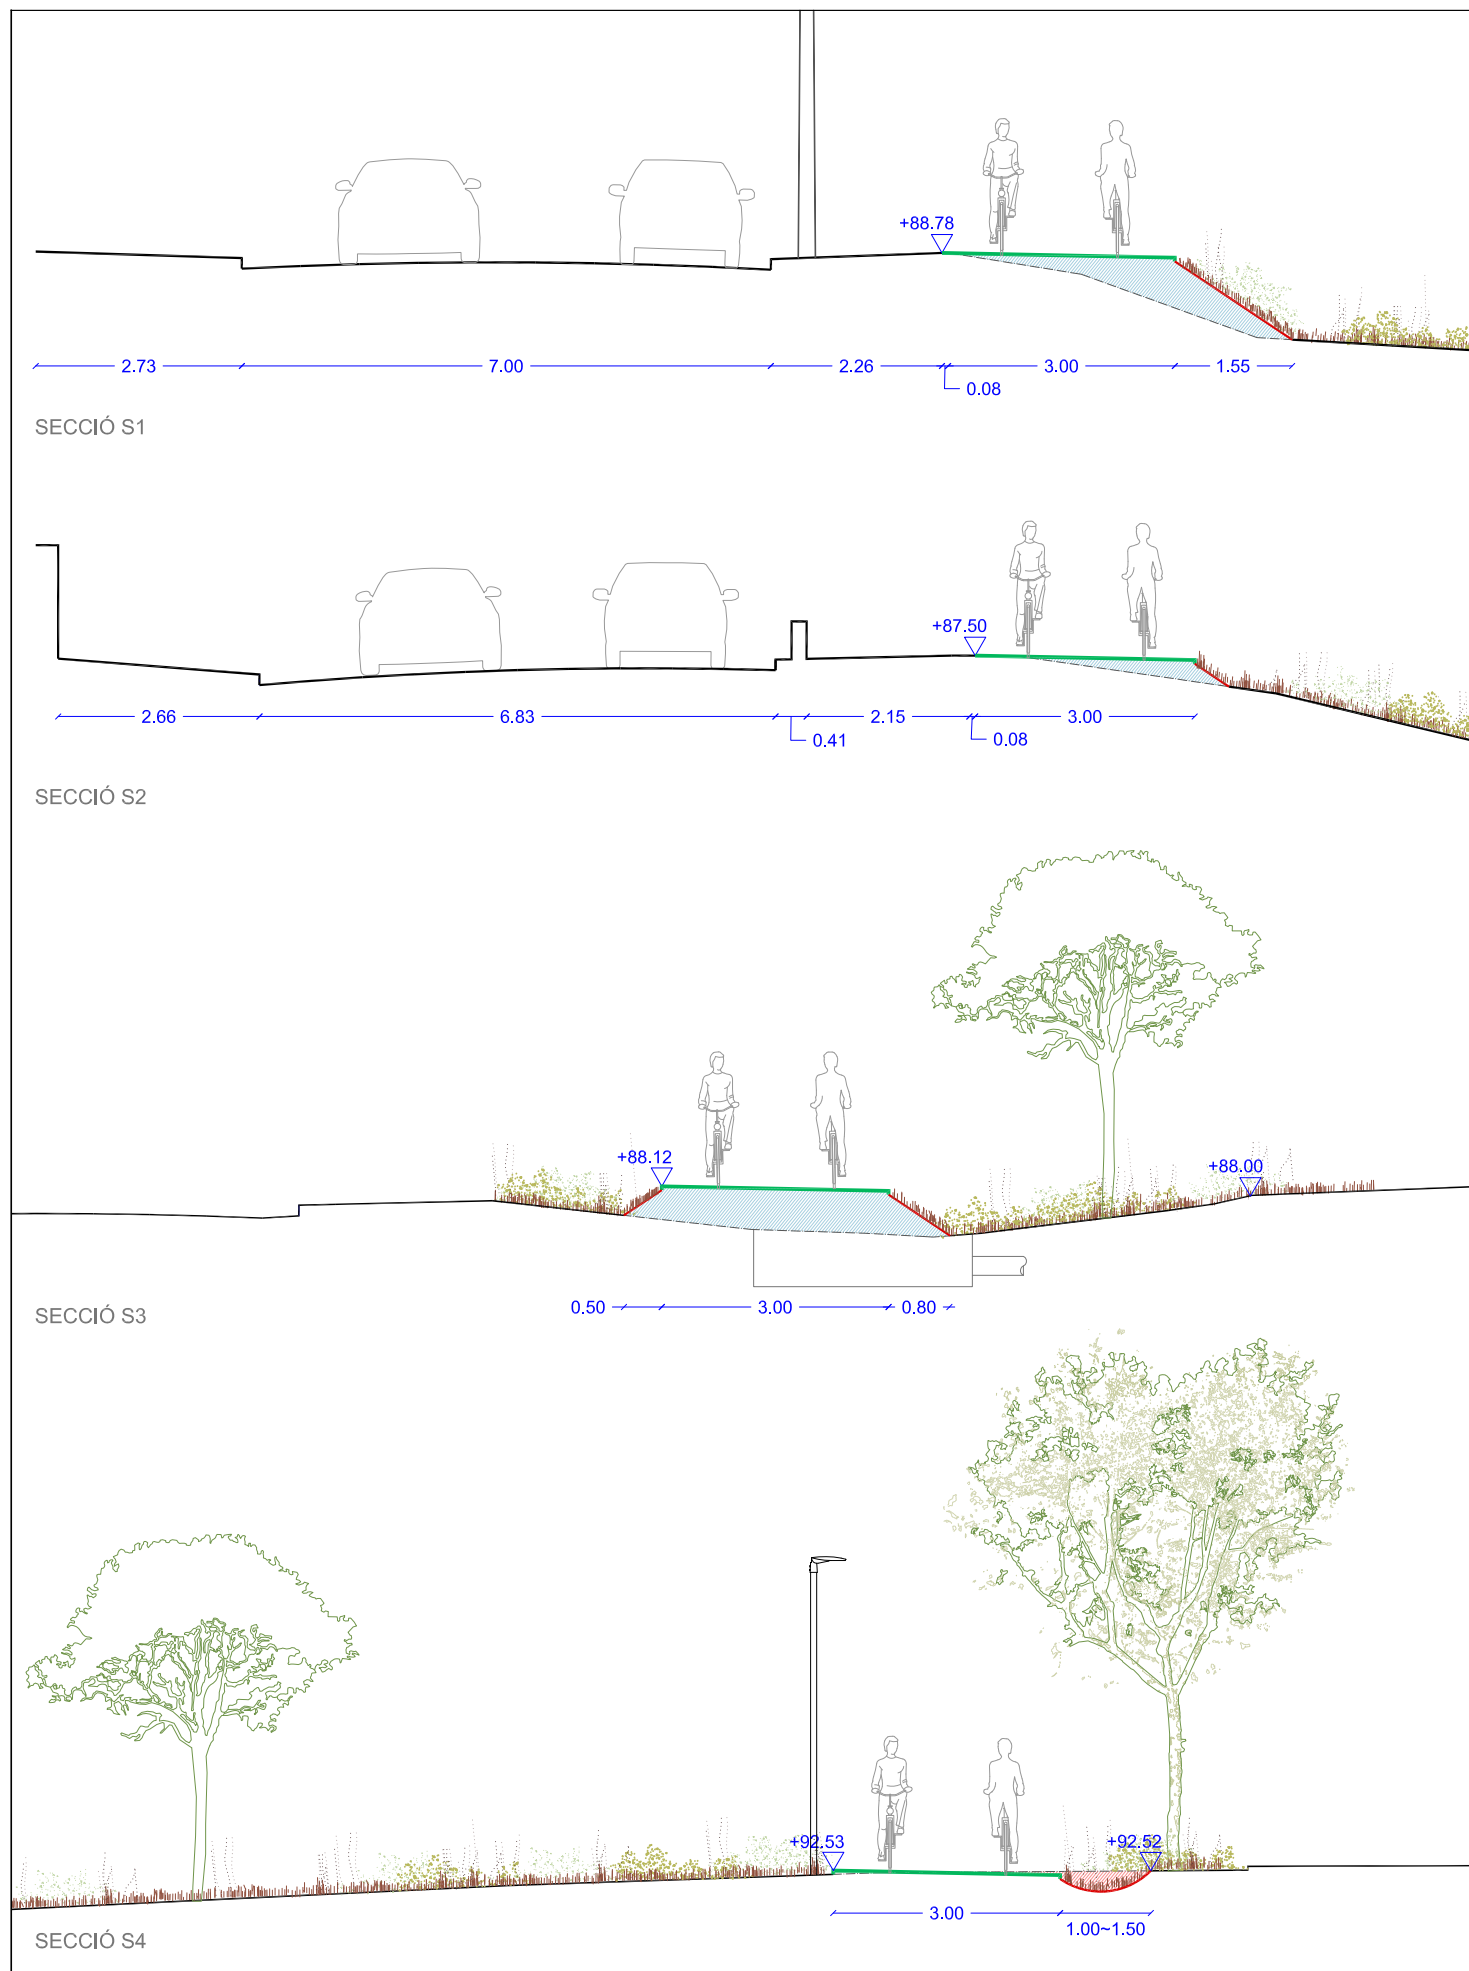 +88.78
2.73 7.00 2.26 3.00 1.55
0.08
SECCIÓ S1
+87.50
2.66 6.83 2.15 3.00
0.41 0.08
SECCIÓ S2
+88.12 +88.00
0.50 3.00 0.80
SECCIÓ S3
+92.53 +92.52
3.00
1.00~1.50
SECCIÓ S4